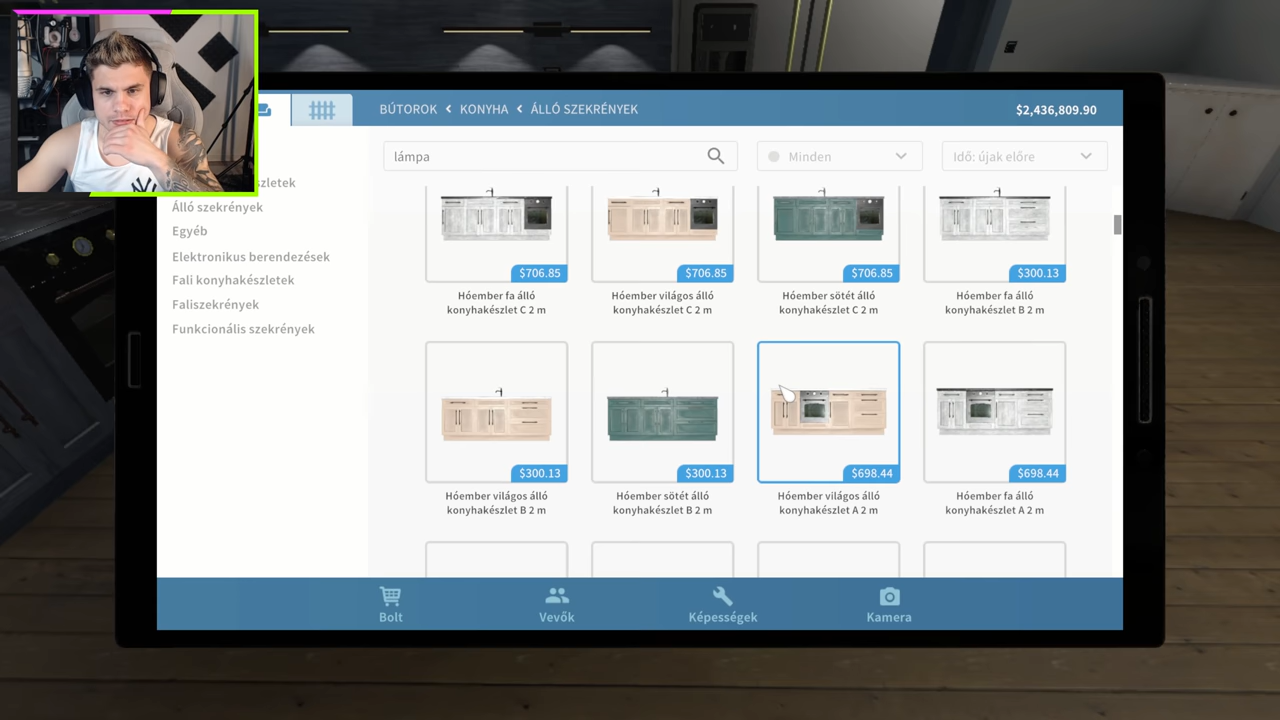 BÚTOROK < KONYHA < ÁLLÓ SZEKRÉNYEK
$2,436,809.90
lámpa
Minden
Idő: újak előre
Álló szekrények
Egyéb
Elektronikus berendezések
Fali konyhakészletek
Faliszekrények
Funkcionális szekrények
$706.85
$706.85
$706.85
$300.13
Hóember fa álló
konyhakészlet C 2 m
Hóember világos álló
konyhakészlet C 2 m
Hóember sötét álló
konyhakészlet C 2 m
Hóember fa álló
konyhakészlet B 2 m
$300.13
$300.13
$698.44
$698.44
Hóember világos álló
konyhakészlet B 2 m
Hóember sötét álló
konyhakészlet B 2 m
Hóember világos álló
konyhakészlet A 2 m
Hóember fa álló
konyhakészlet A 2 m
Bolt
Vevők
Képességek
Kamera